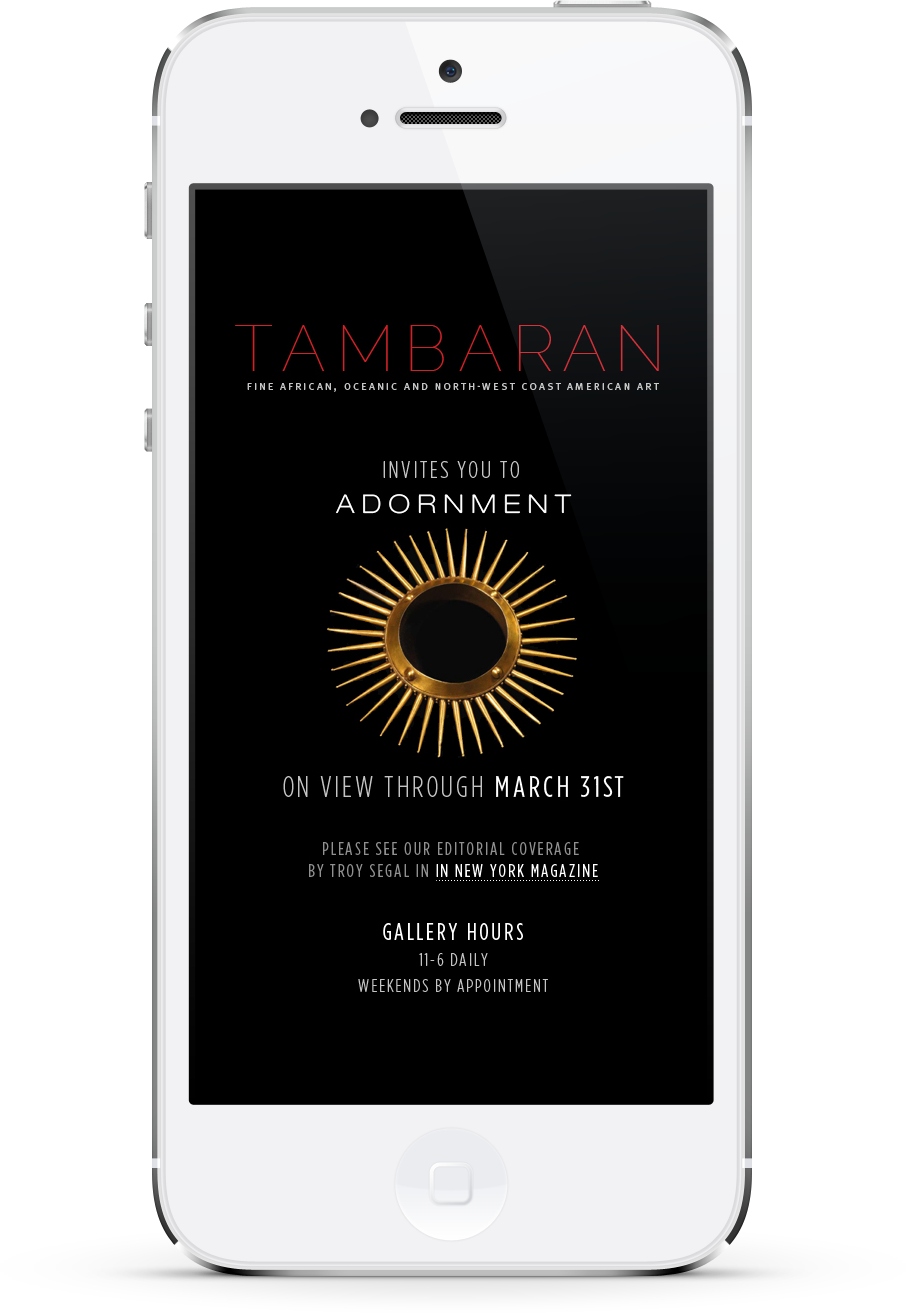 TAMBARAN
FINE AFRICAN, OCEANIC AND NORTH-WEST COAST AMERICAN ART
INVITES YOU TO
ADORNMENT
ON VIEW THROUGH MARCH 31ST
PLEASE SEE OUR EDITORIAL COVERAGE
BY TROY SEGAL IN IN NEW YORK MAGAZINE
GALLERY HOURS
11-6 DAILY
WEEKENDS BY APPOINTMENT